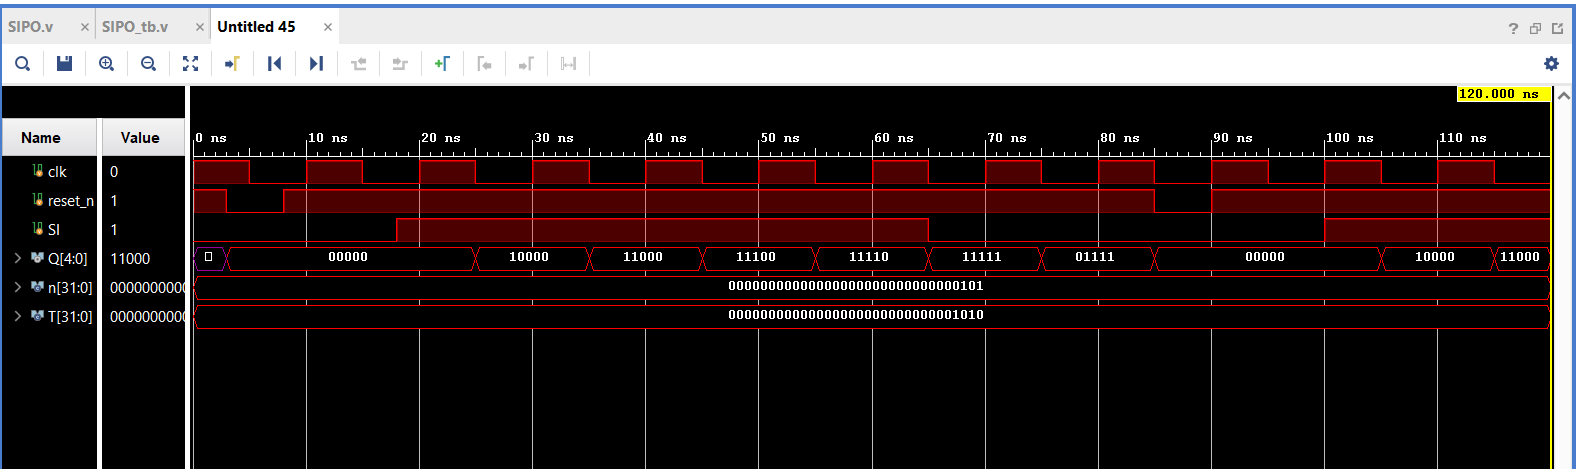 SIPO.v × SIPO_tb.v × Untitled 45 ×
?
120.000 ns
Name Value
0 ns 10 ns 20 ns 30 ns 40 ns 50 ns 60 ns 70 ns 80 ns 90 ns 100 ns 110 ns
clk 0
reset_n 1
SI 1
Q[4:0] 11000 00000 10000 11000 11100 11110 11111 01111 00000 10000 11000
n[31:0] 0000000000 00000000000000000000000000000101
T[31:0] 0000000000 00000000000000000000000000001010